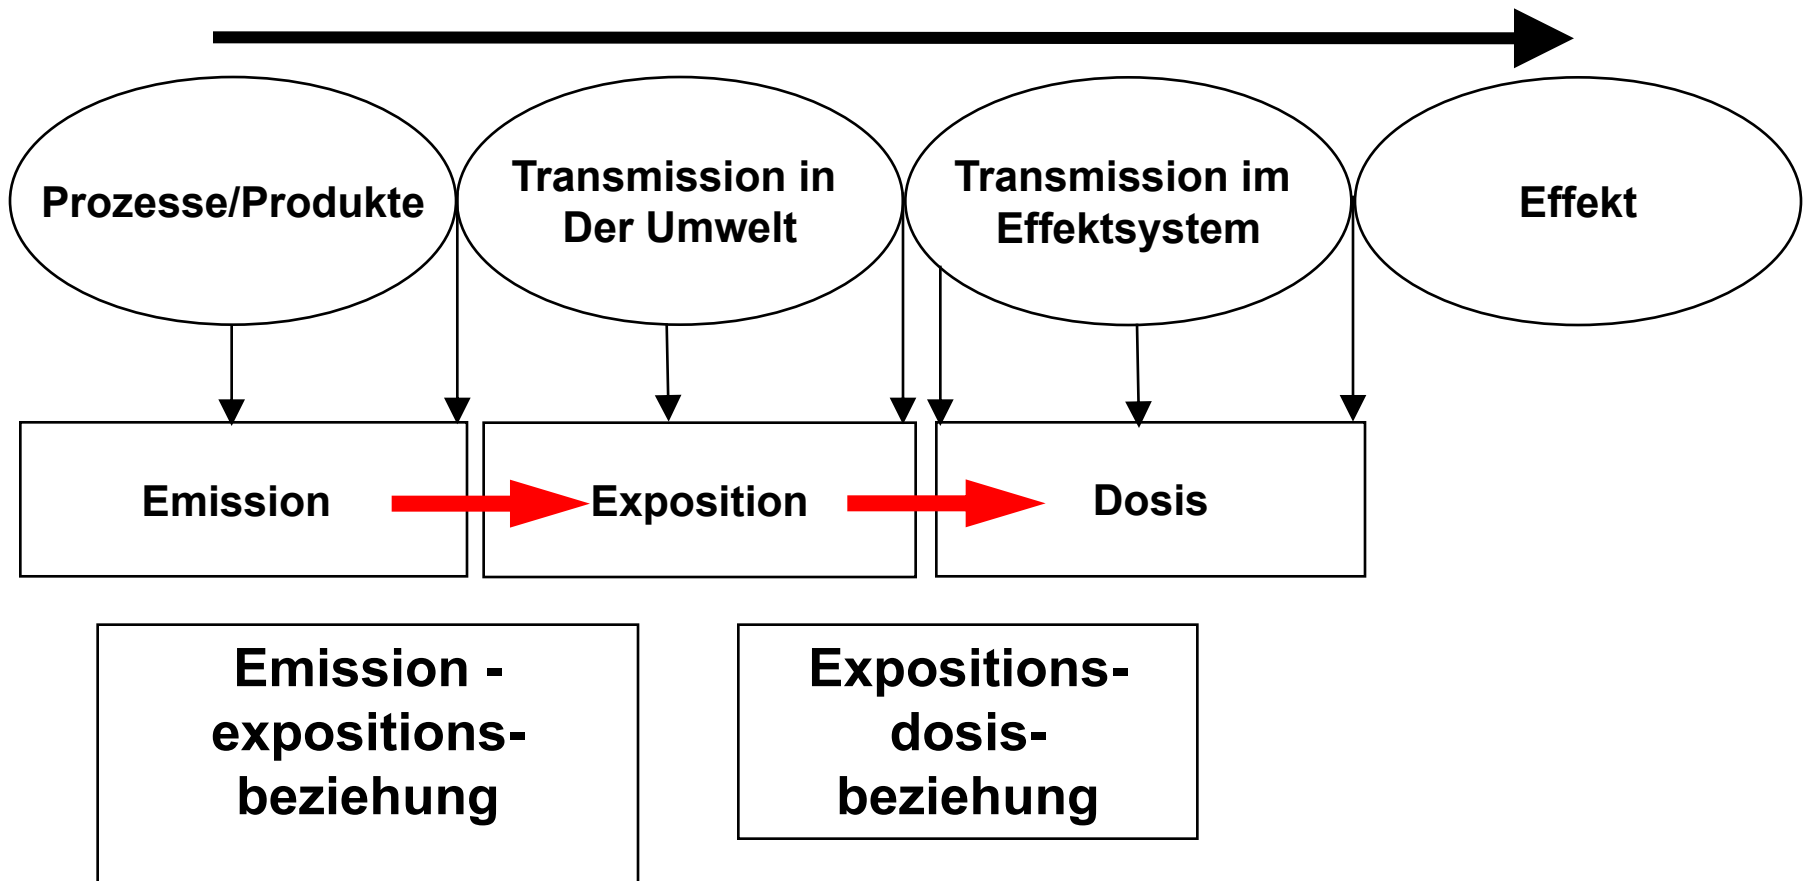 Prozesse/Produkte
Transmission in
Der Umwelt
Transmission im
Effektsystem
Effekt
Emission
Exposition
Dosis
Emission -
expositions-
beziehung
Expositions-
dosis-
beziehung